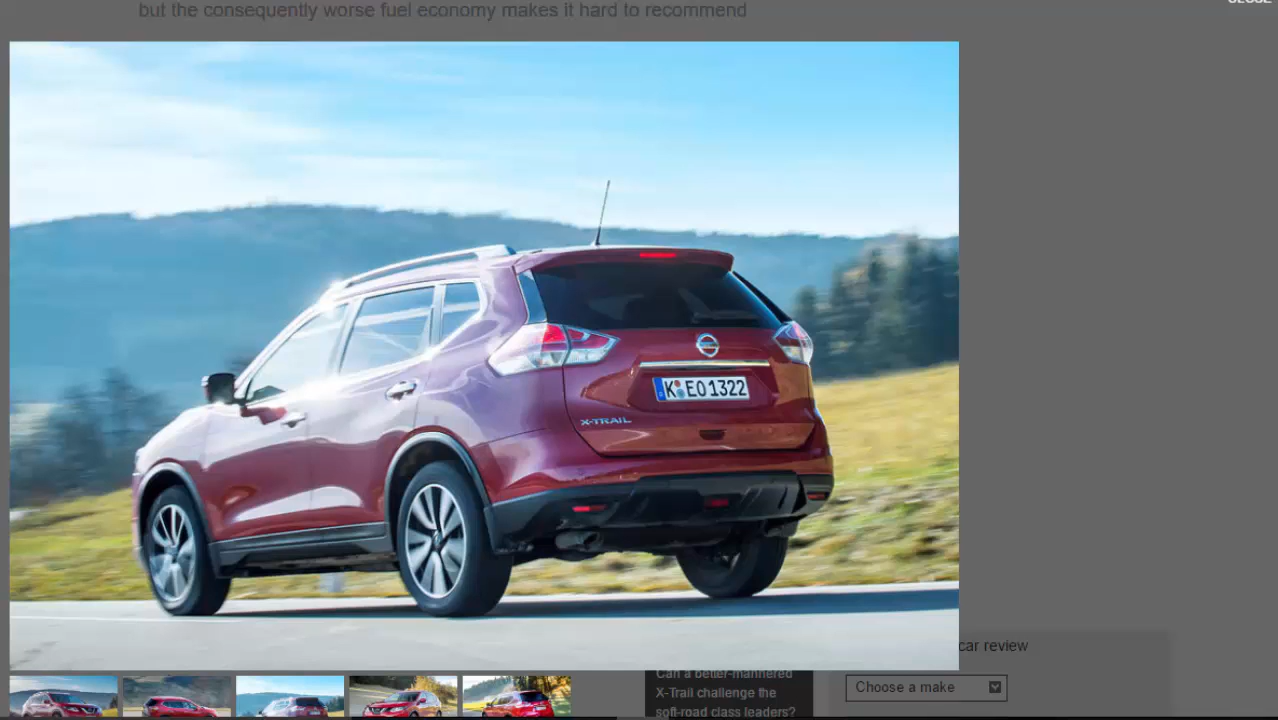 but the consequently worse fuel economy makes it hard to recommend
CLOSE
K EO 1322
X-TRAIL
car review
Can a better-mannered
X-Trail challenge the
soft-road class leaders?
Choose a make